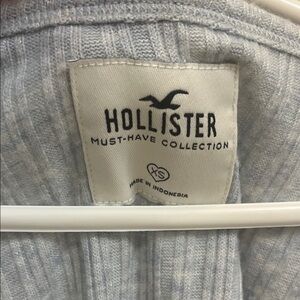 HOLLISTER
MUST-HAVE COLLECTION
XS
MADE IN INDONESIA